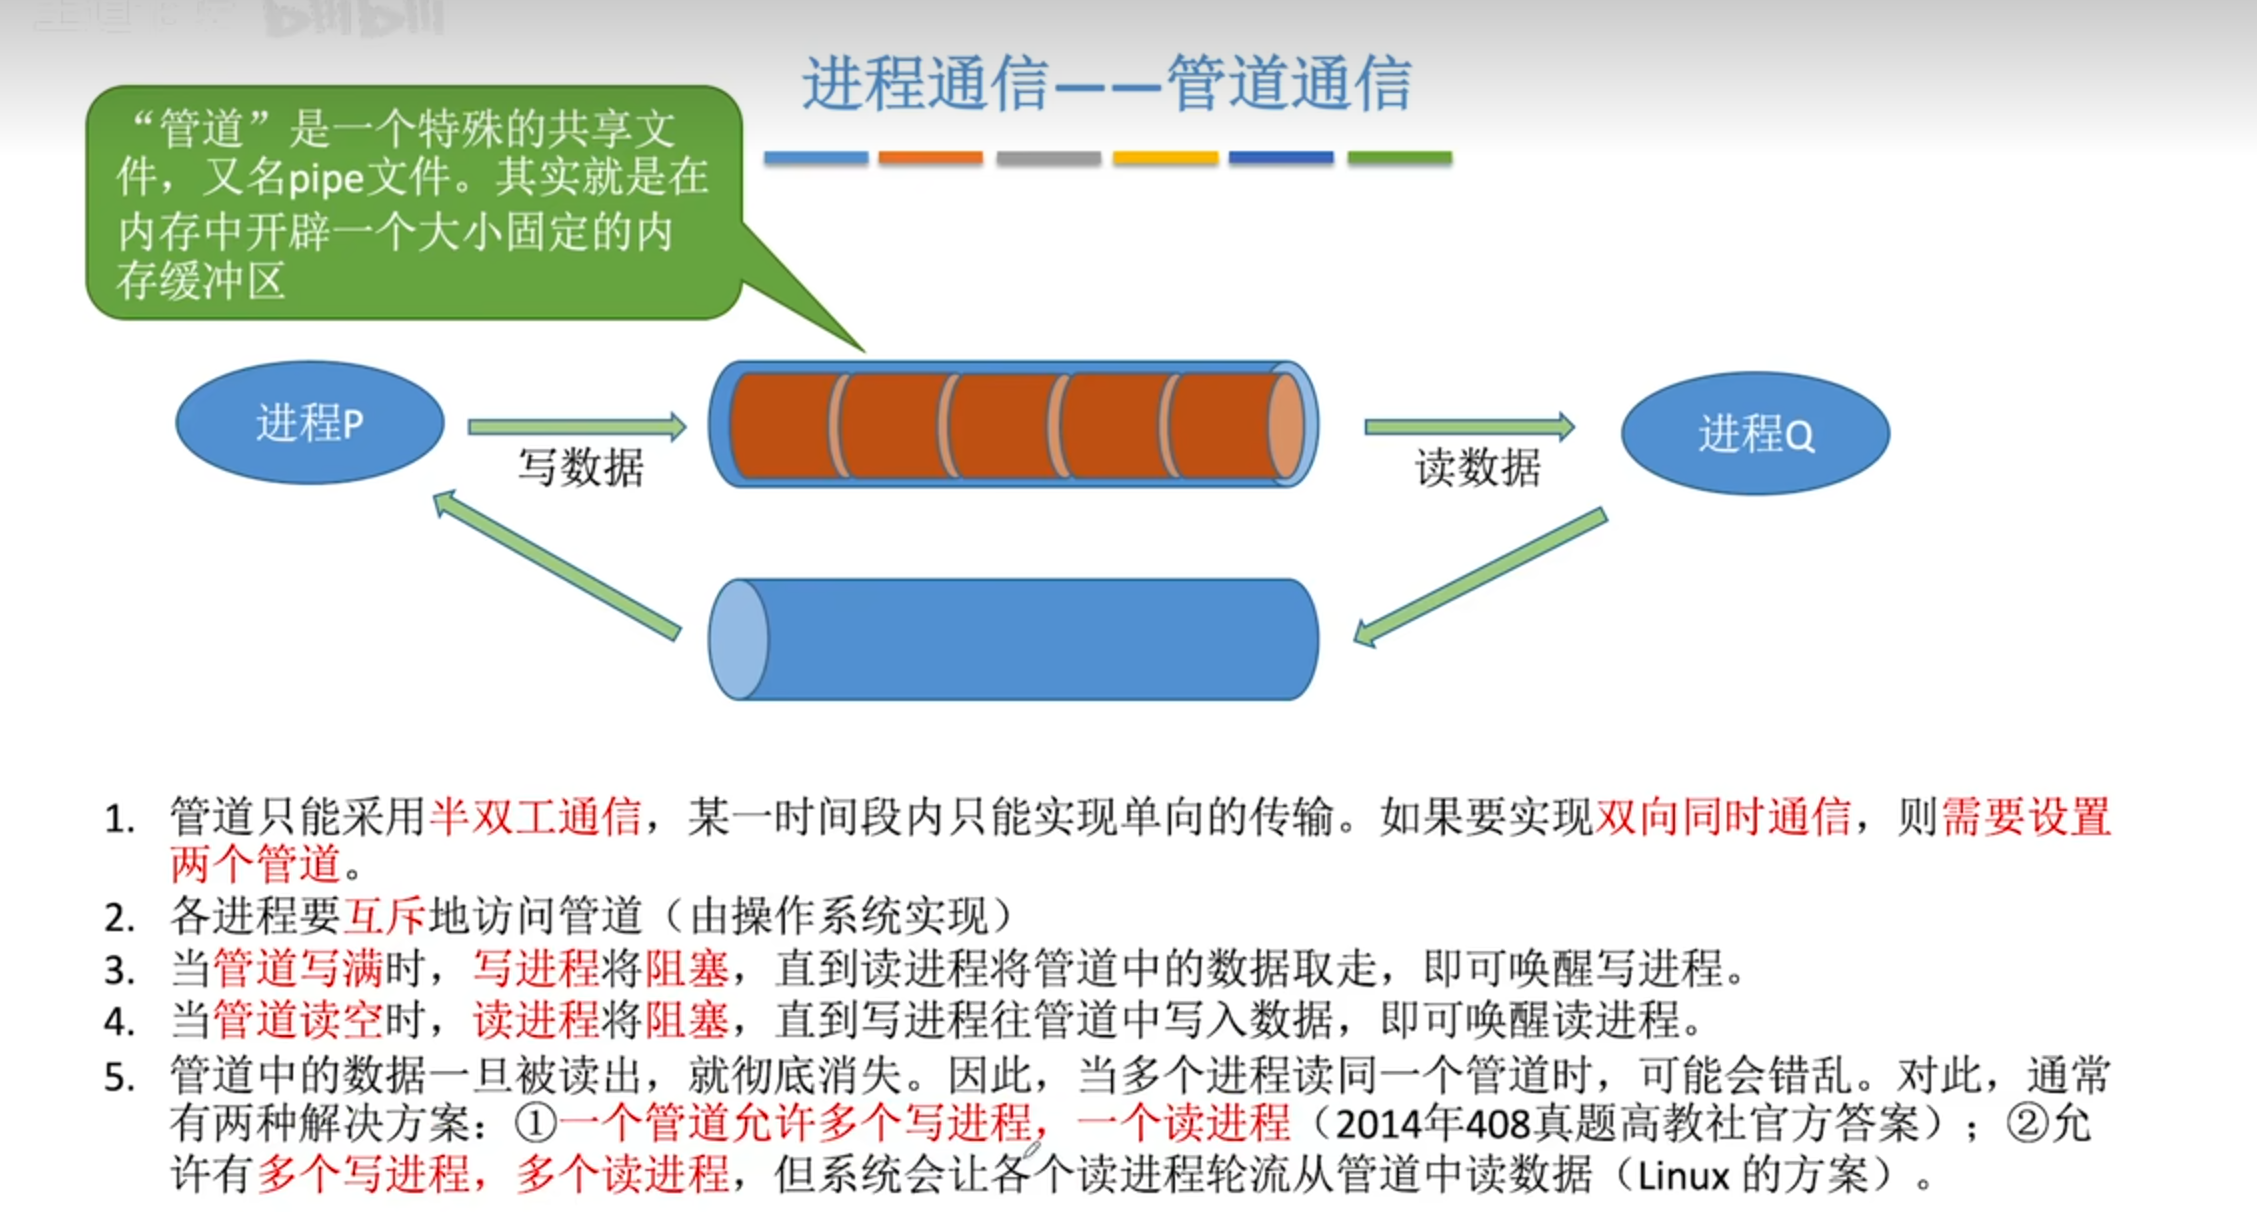 进程通信——管道通信
“管道”是一个特殊的共享文
件，又名pipe文件。其实就是在
内存中开辟一个大小固定的内
存缓冲区
进程P
写数据
读数据
进程Q
1. 管道只能采用半双工通信，某一时间段内只能实现单向的传输。如果要实现双向同时通信，则需要设置
两个管道。
2. 各进程要互斥地访问管道（由操作系统实现）
3. 当管道写满时，写进程将阻塞，直到读进程将管道中的数据取走，即可唤醒写进程。
4. 当管道读空时，读进程将阻塞，直到写进程往管道中写入数据，即可唤醒读进程。
5. 管道中的数据一旦被读出，就彻底消失。因此，当多个进程读同一个管道时，可能会错乱。对此，通常
有两种解决方案：①一个管道允许多个写进程，一个读进程（2014年408真题高教社官方答案）；②允
许有多个写进程，多个读进程，但系统会让各个读进程轮流从管道中读数据（Linux 的方案）。